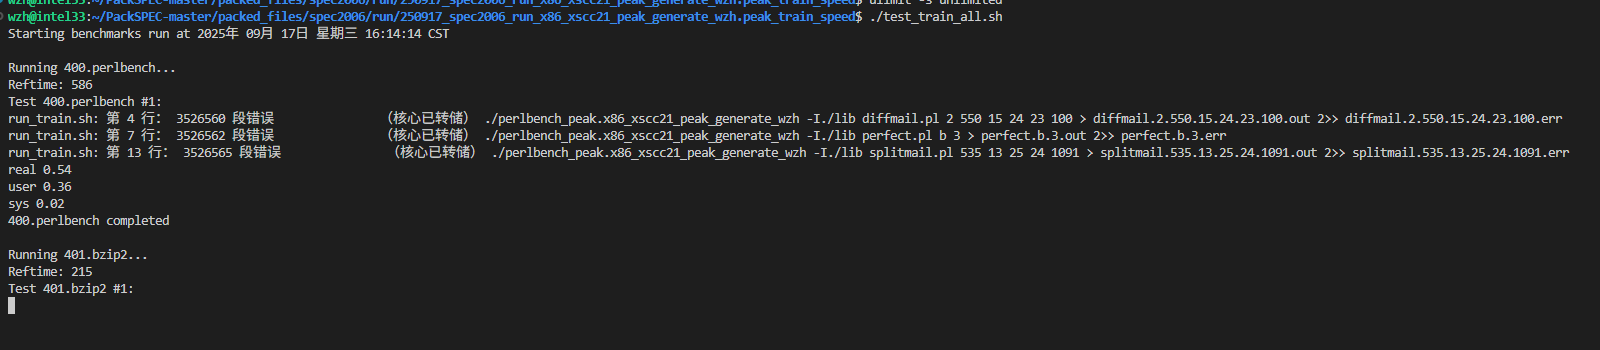 wzh@intel33:~/PackSPEC-master/packed_files/spec2006/run/250917_spec2006_run_x86_xscc21_peak_generate_wzh.peak_train_speed$ ulimit -s unlimited
wzh@intel33:~/PackSPEC-master/packed_files/spec2006/run/250917_spec2006_run_x86_xscc21_peak_generate_wzh.peak_train_speed$ ./test_train_all.sh
Starting benchmarks run at 2025年 09月 17日 星期三 16:14:14 CST
Running 400.perlbench...
Reftime: 586
Test 400.perlbench #1:
run_train.sh: 第 4 行: 3526560 段错误 (核心已转储) ./perlbench_peak.x86_xscc21_peak_generate_wzh -I./lib diffmail.pl 2 550 15 24 23 100 > diffmail.2.550.15.24.23.100.out 2>> diffmail.2.550.15.24.23.100.err
run_train.sh: 第 7 行: 3526562 段错误 (核心已转储) ./perlbench_peak.x86_xscc21_peak_generate_wzh -I./lib perfect.pl b 3 > perfect.b.3.out 2>> perfect.b.3.err
run_train.sh: 第 13 行: 3526565 段错误 (核心已转储) ./perlbench_peak.x86_xscc21_peak_generate_wzh -I./lib splitmail.pl 535 13 25 24 1091 > splitmail.535.13.25.24.1091.out 2>> splitmail.535.13.25.24.1091.err
real 0.54
user 0.36
sys 0.02
400.perlbench completed
Running 401.bzip2...
Reftime: 215
Test 401.bzip2 #1: